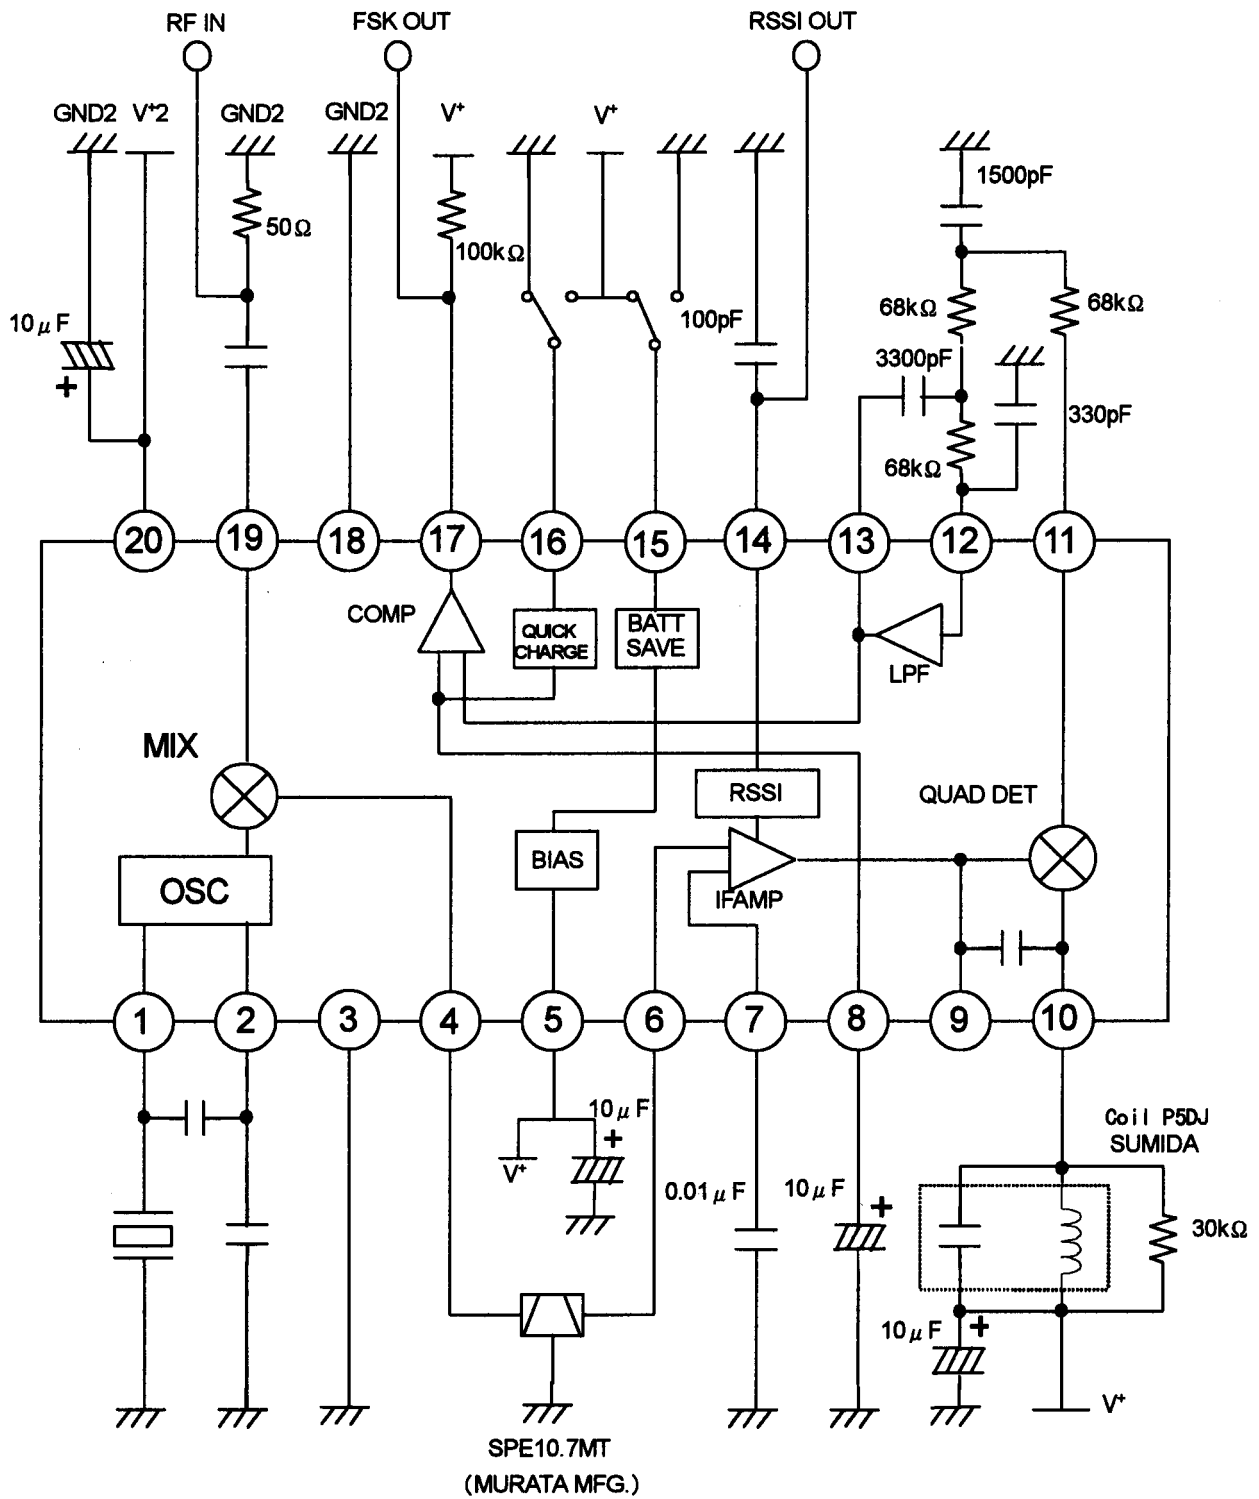 RF IN
FSK OUT
RSSI OUT
GND2
V⁺2
GND2
GND2
V⁺
V⁺
1500pF
50Ω
100kΩ
10μF
100pF
68kΩ
68kΩ
3300pF
330pF
68kΩ
20
19
18
17
16
15
14
13
12
11
COMP
QUICK
CHARGE
BATT
SAVE
LPF
MIX
RSSI
QUAD DET
OSC
BIAS
IFAMP
1
2
3
4
5
6
7
8
9
10
10μF
V⁺
0.01μF
10μF
Coil P5DJ
SUMIDA
30kΩ
10μF
V⁺
SPE10.7MT
(MURATA MFG.)